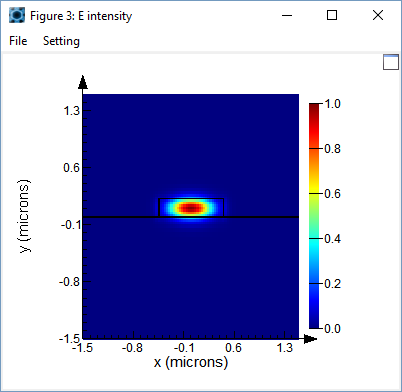 Figure 3: E intensity
File Setting
1.3
0.6
-0.1
-0.8
-1.5
y (microns)
-1.5 -0.8 -0.1 0.6 1.3
x (microns)
1.0
0.8
0.6
0.4
0.2
0.0